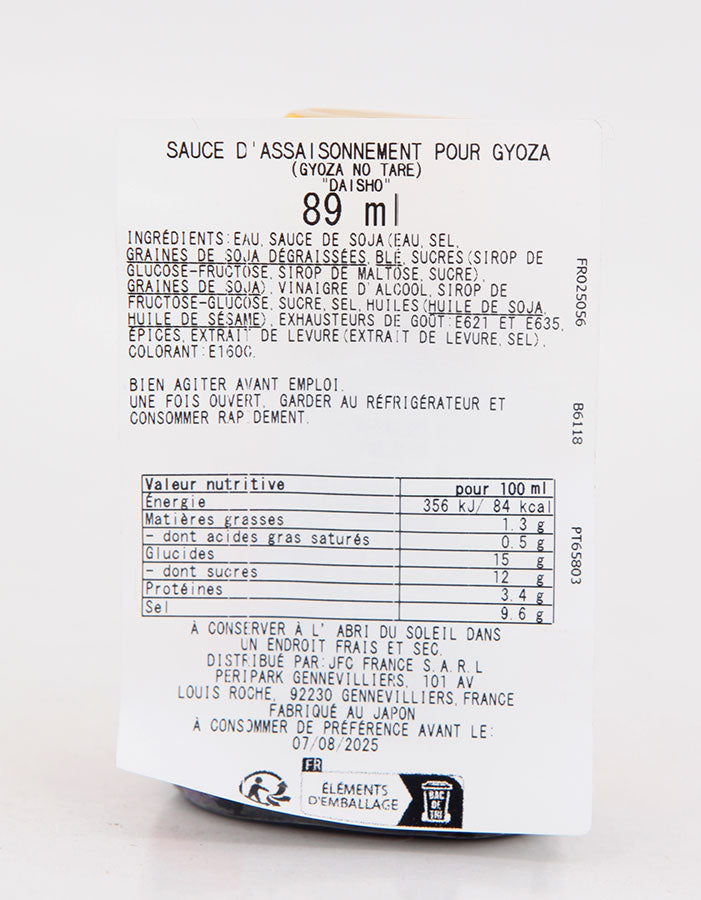 SAUCE D'ASSAISONNEMENT POUR GYOZA
(GYOZA NO TARE)
"DAISHO"
89 ml
INGRÉDIENTS:EAU, SAUCE DE SOJA(EAU, SEL,
GRAINES DE SOJA DÉGRAISSÉES, BLÉ, SUCRES(SIROP DE
GLUCOSE-FRUCTOSE, SIROP DE MALTOSE, SUCRE),
GRAINES DE SOJA), VINAIGRE D'ALCOOL, SIROP DE
FRUCTOSE-GLUCOSE, SUCRE, SEL, HUILES(HUILE DE SOJA,
HUILE DE SÉSAME), EXHAUSTEURS DE GOÛT:E621 ET E635,
ÉPICES, EXTRAIT DE LEVURE(EXTRAIT DE LEVURE, SEL),
COLORANT:E160C.
BIEN AGITER AVANT EMPLOI.
UNE FOIS OUVERT, GARDER AU RÉFRIGÉRATEUR ET
CONSOMMER RAP DEMENT.
Valeur nutritive pour 100 ml
Énergie 356 kJ/ 84 kcal
Matières grasses 1.3 g
- dont acides gras saturés 0.5 g
Glucides 15 g
- dont sucres 12 g
Protéines 3.4 g
Sel 9.6 g
À CONSERVER À L' ABRI DU SOLEIL DANS
UN ENDROIT FRAIS ET SEC.
DISTRIBUÉ PAR:JFC FRANCE S.A.R.L
PERIPARK GENNEVILLIERS, 101 AV
LOUIS ROCHE, 92230 GENNEVILLIERS, FRANCE
FABRIQUÉ AU JAPON
À CONSOMMER DE PRÉFÉRENCE AVANT LE:
07/08/2025
FR
ÉLÉMENTS
D'EMBALLAGE
BAC
DE
TRI
FR025056
B6118
PT65803